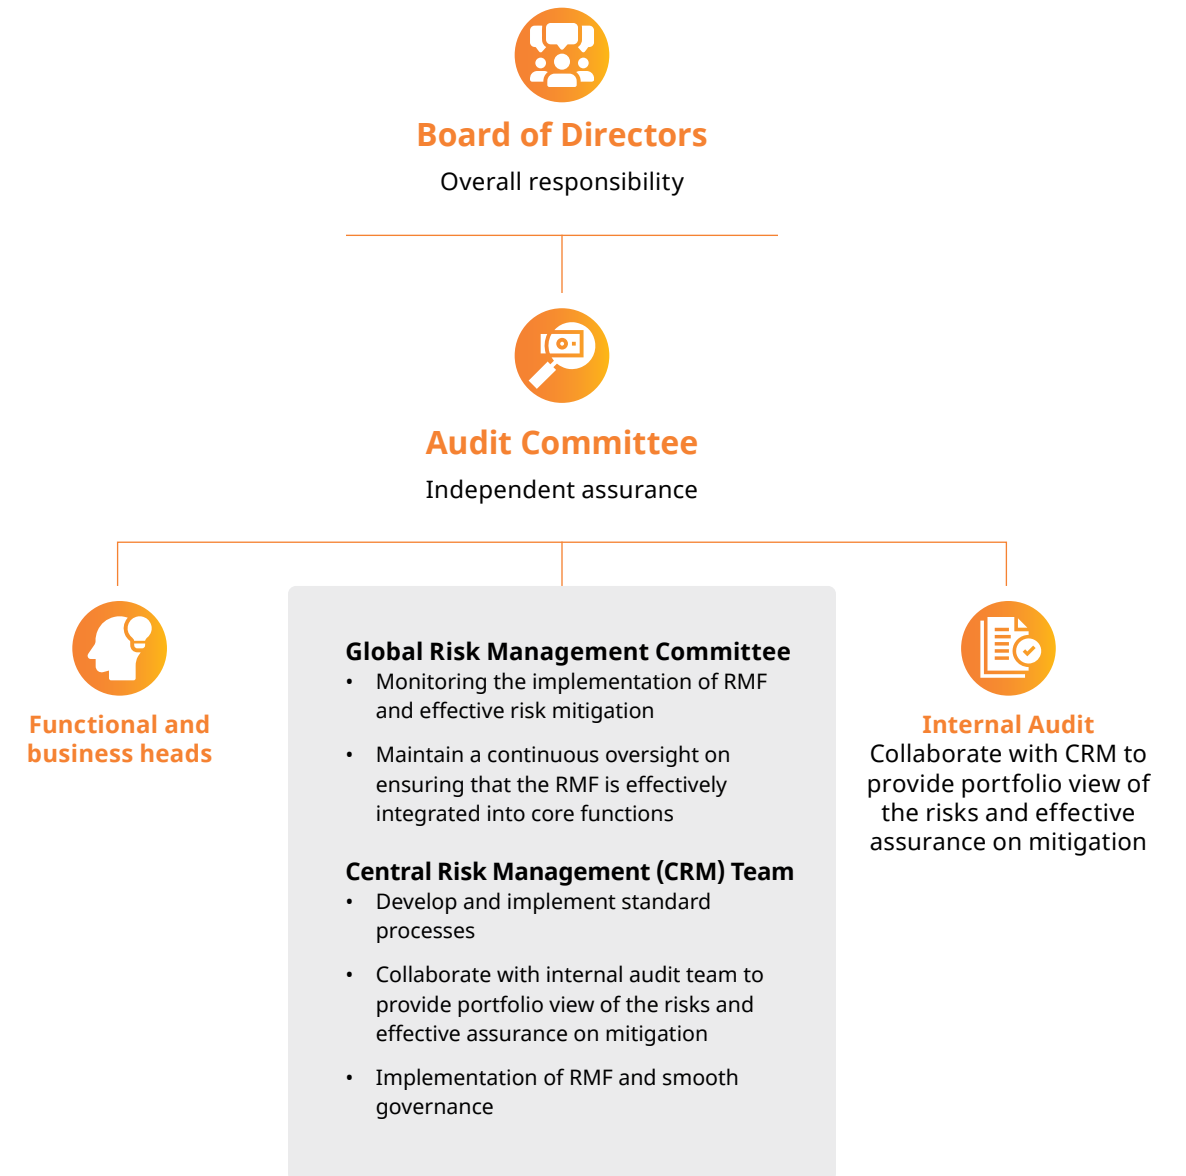 Board of Directors
Overall responsibility
Audit Committee
Independent assurance
Functional and
business heads
Global Risk Management Committee
• Monitoring the implementation of RMF
and effective risk mitigation
• Maintain a continuous oversight on
ensuring that the RMF is effectively
integrated into core functions
Central Risk Management (CRM) Team
• Develop and implement standard
processes
• Collaborate with internal audit team to
provide portfolio view of the risks and
effective assurance on mitigation
• Implementation of RMF and smooth
governance
Internal Audit
Collaborate with CRM to
provide portfolio view of
the risks and effective
assurance on mitigation